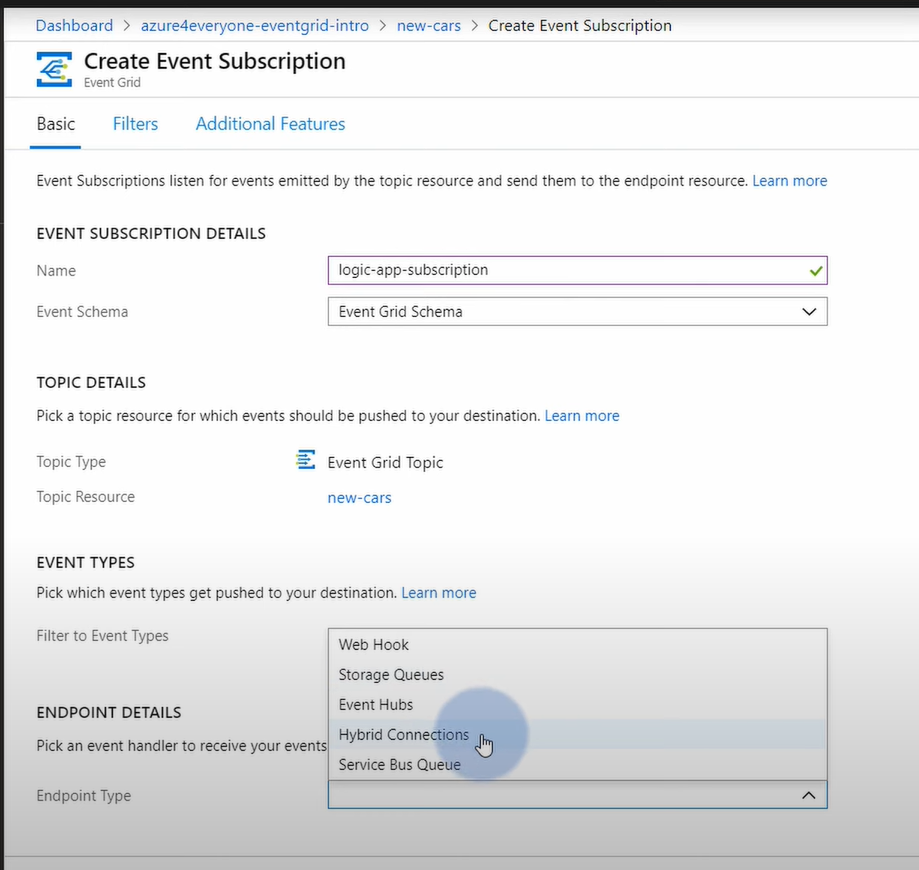 Dashboard > azure4everyone-eventgrid-intro > new-cars > Create Event Subscription
Create Event Subscription
Event Grid
Basic Filters Additional Features
Event Subscriptions listen for events emitted by the topic resource and send them to the endpoint resource. Learn more
EVENT SUBSCRIPTION DETAILS
Name logic-app-subscription
Event Schema Event Grid Schema
TOPIC DETAILS
Pick a topic resource for which events should be pushed to your destination. Learn more
Topic Type Event Grid Topic
Topic Resource new-cars
EVENT TYPES
Pick which event types get pushed to your destination. Learn more
Filter to Event Types
Web Hook
Storage Queues
Event Hubs
Hybrid Connections
Service Bus Queue
ENDPOINT DETAILS
Pick an event handler to receive your events
Endpoint Type